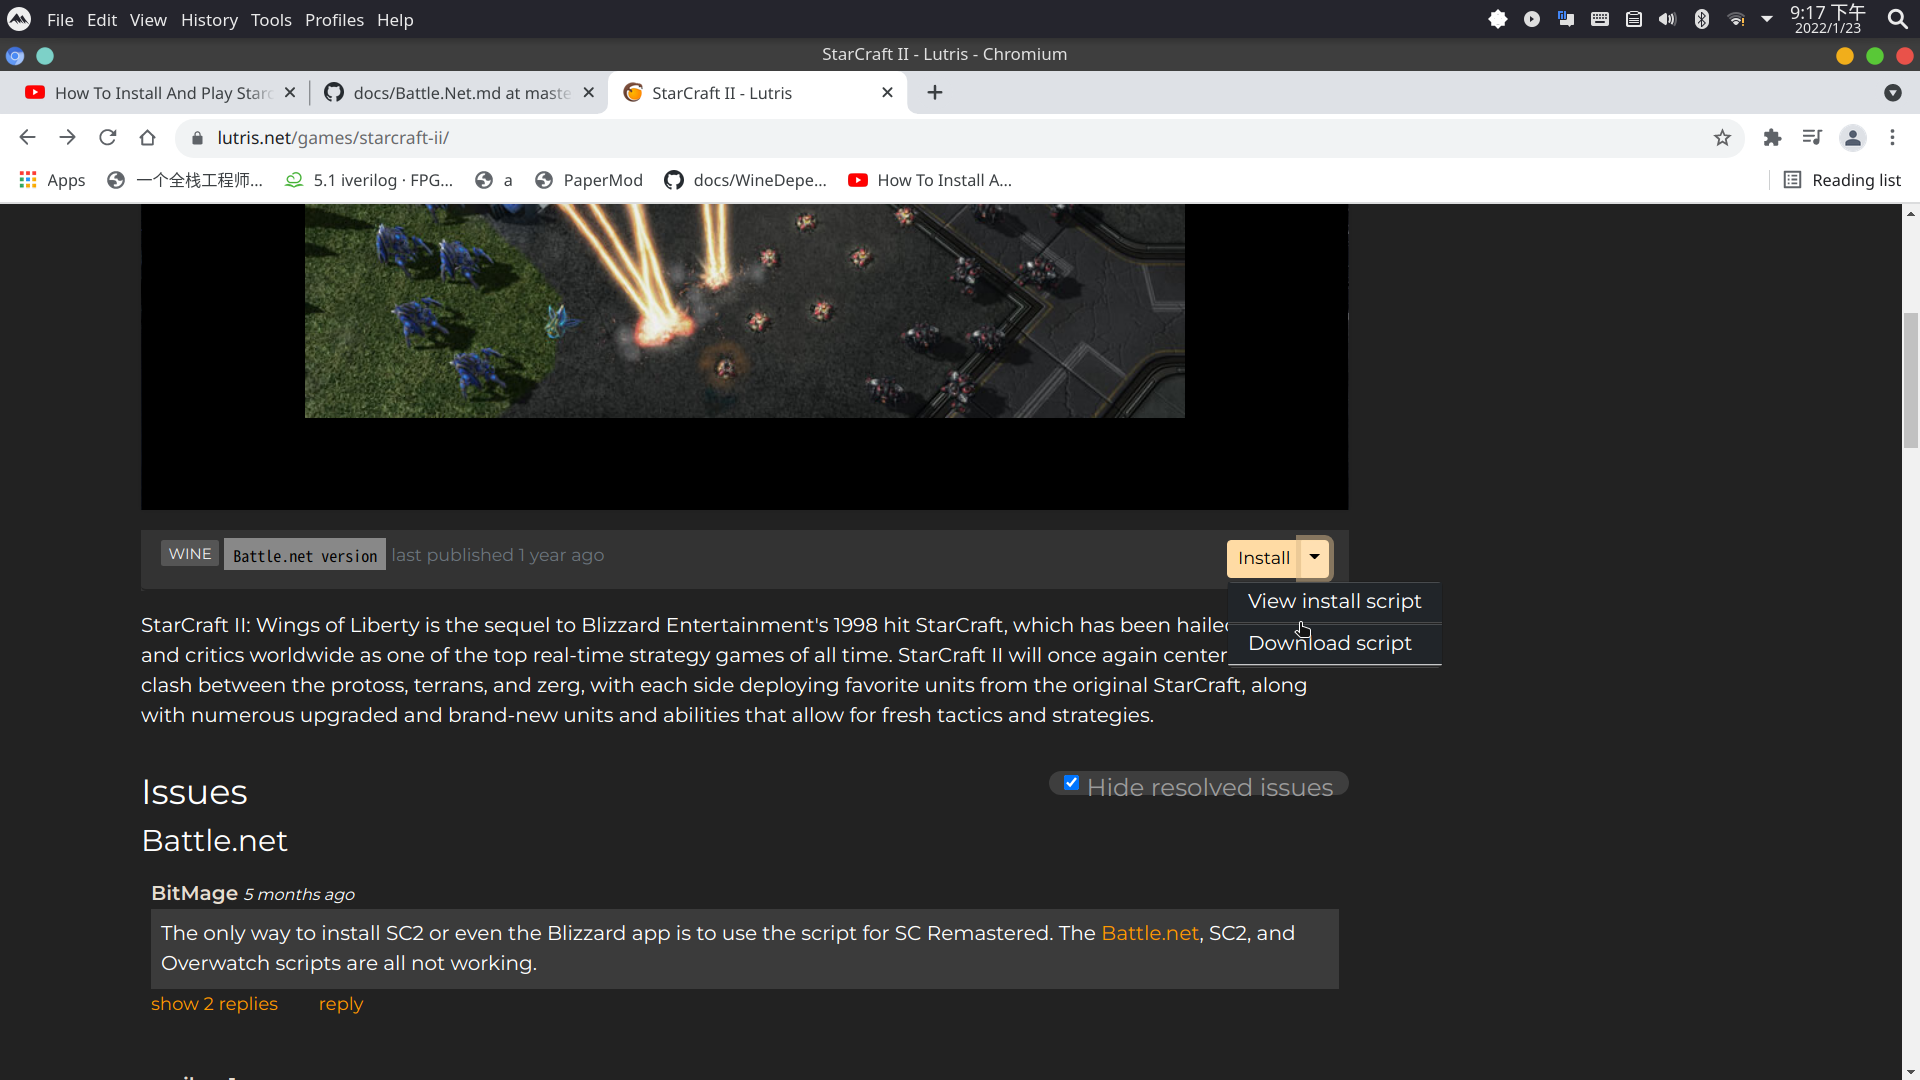 File Edit View History Tools Profiles Help
9:17 下午
2022/1/23
StarCraft II - Lutris - Chromium
How To Install And Play Starc
docs/Battle.Net.md at maste
StarCraft II - Lutris
lutris.net/games/starcraft-ii/
Apps 一个全栈工程师... 5.1 iverilog · FPG... a PaperMod docs/WineDepe... How To Install A... Reading list
WINE Battle.net version last published 1 year ago
Install
View install script
Download script
StarCraft II: Wings of Liberty is the sequel to Blizzard Entertainment's 1998 hit StarCraft, which has been hailed
and critics worldwide as one of the top real-time strategy games of all time. StarCraft II will once again center
clash between the protoss, terrans, and zerg, with each side deploying favorite units from the original StarCraft, along
with numerous upgraded and brand-new units and abilities that allow for fresh tactics and strategies.
Issues
Hide resolved issues
Battle.net
BitMage 5 months ago
The only way to install SC2 or even the Blizzard app is to use the script for SC Remastered. The Battle.net, SC2, and
Overwatch scripts are all not working.
show 2 replies reply